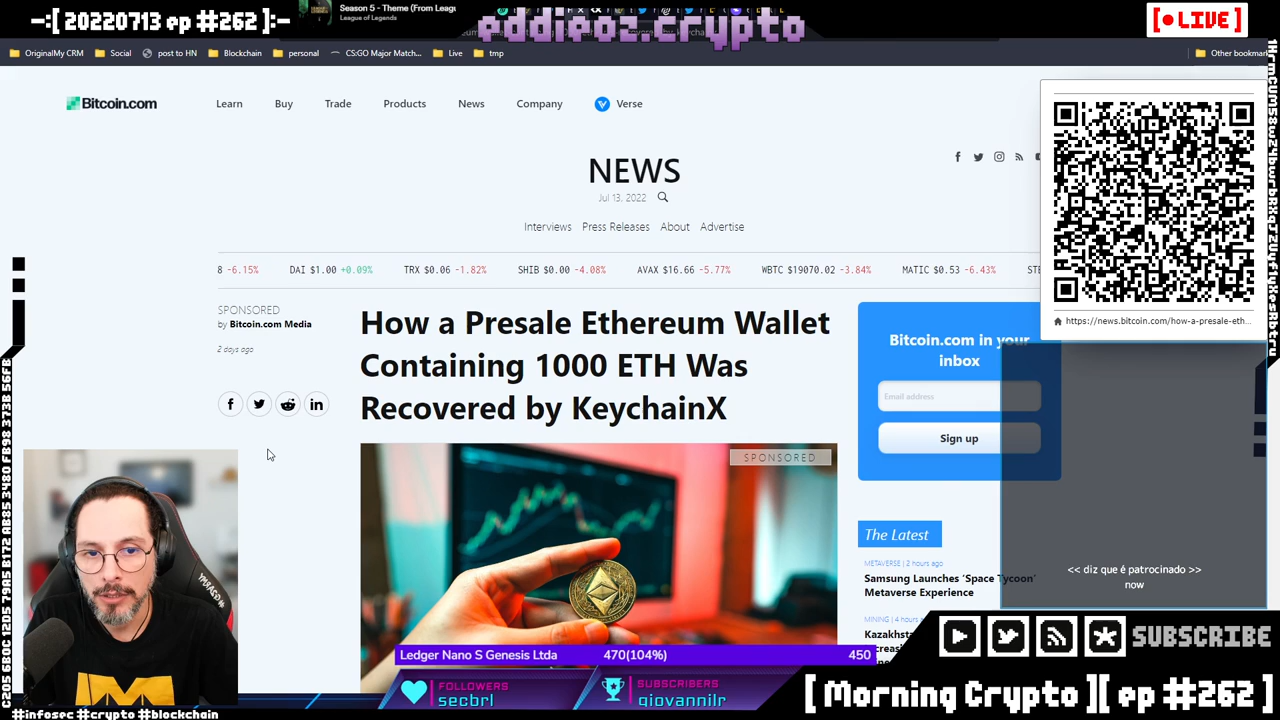 -:[ 20220713 ep #262 ]:-
Season 5 - Theme (From Leagu
League of Legends
eddieoz.crypto
[ • LIVE ]
OriginalMy CRM
Social
post to HN
Blockchain
personal
CS:GO Major Match...
Live
tmp
Other bookmar
Bitcoin.com
Learn
Buy
Trade
Products
News
Company
Verse
NEWS
Jul 13, 2022
Interviews
Press Releases
About
Advertise
8 -6.15%
DAI $1.00 +0.09%
TRX $0.06 -1.82%
SHIB $0.00 -4.08%
AVAX $16.66 -5.77%
WBTC $19070.02 -3.84%
MATIC $0.53 -6.43%
STE
https://news.bitcoin.com/how-a-presale-eth...
SPONSORED
by Bitcoin.com Media
2 days ago
How a Presale Ethereum Wallet
Containing 1000 ETH Was
Recovered by KeychainX
SPONSORED
Bitcoin.com in your
inbox
Email address
Sign up
The Latest
METAVERSE | 2 hours ago
Samsung Launches 'Space Tycoon'
Metaverse Experience
MINING | 4 hours
Kazakhsta
<< diz que é patrocinado >>
now
Ledger Nano S Genesis Ltda
470(104%)
450
FOLLOWERS
secbrl
SUBSCRIBERS
giovannilr
SUBSCRIBE
[ Morning Crypto ][ ep #262 ]
#infosec #crypto #blockchain